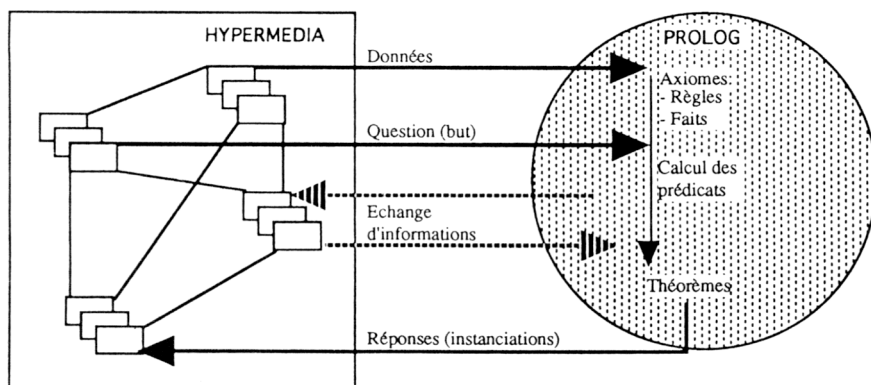 HYPERMEDIA
PROLOG
Données
Axiomes:
- Règles
- Faits
Question (but)
Calcul des
prédicats
Echange
d'informations
Théorèmes
Réponses (instanciations)